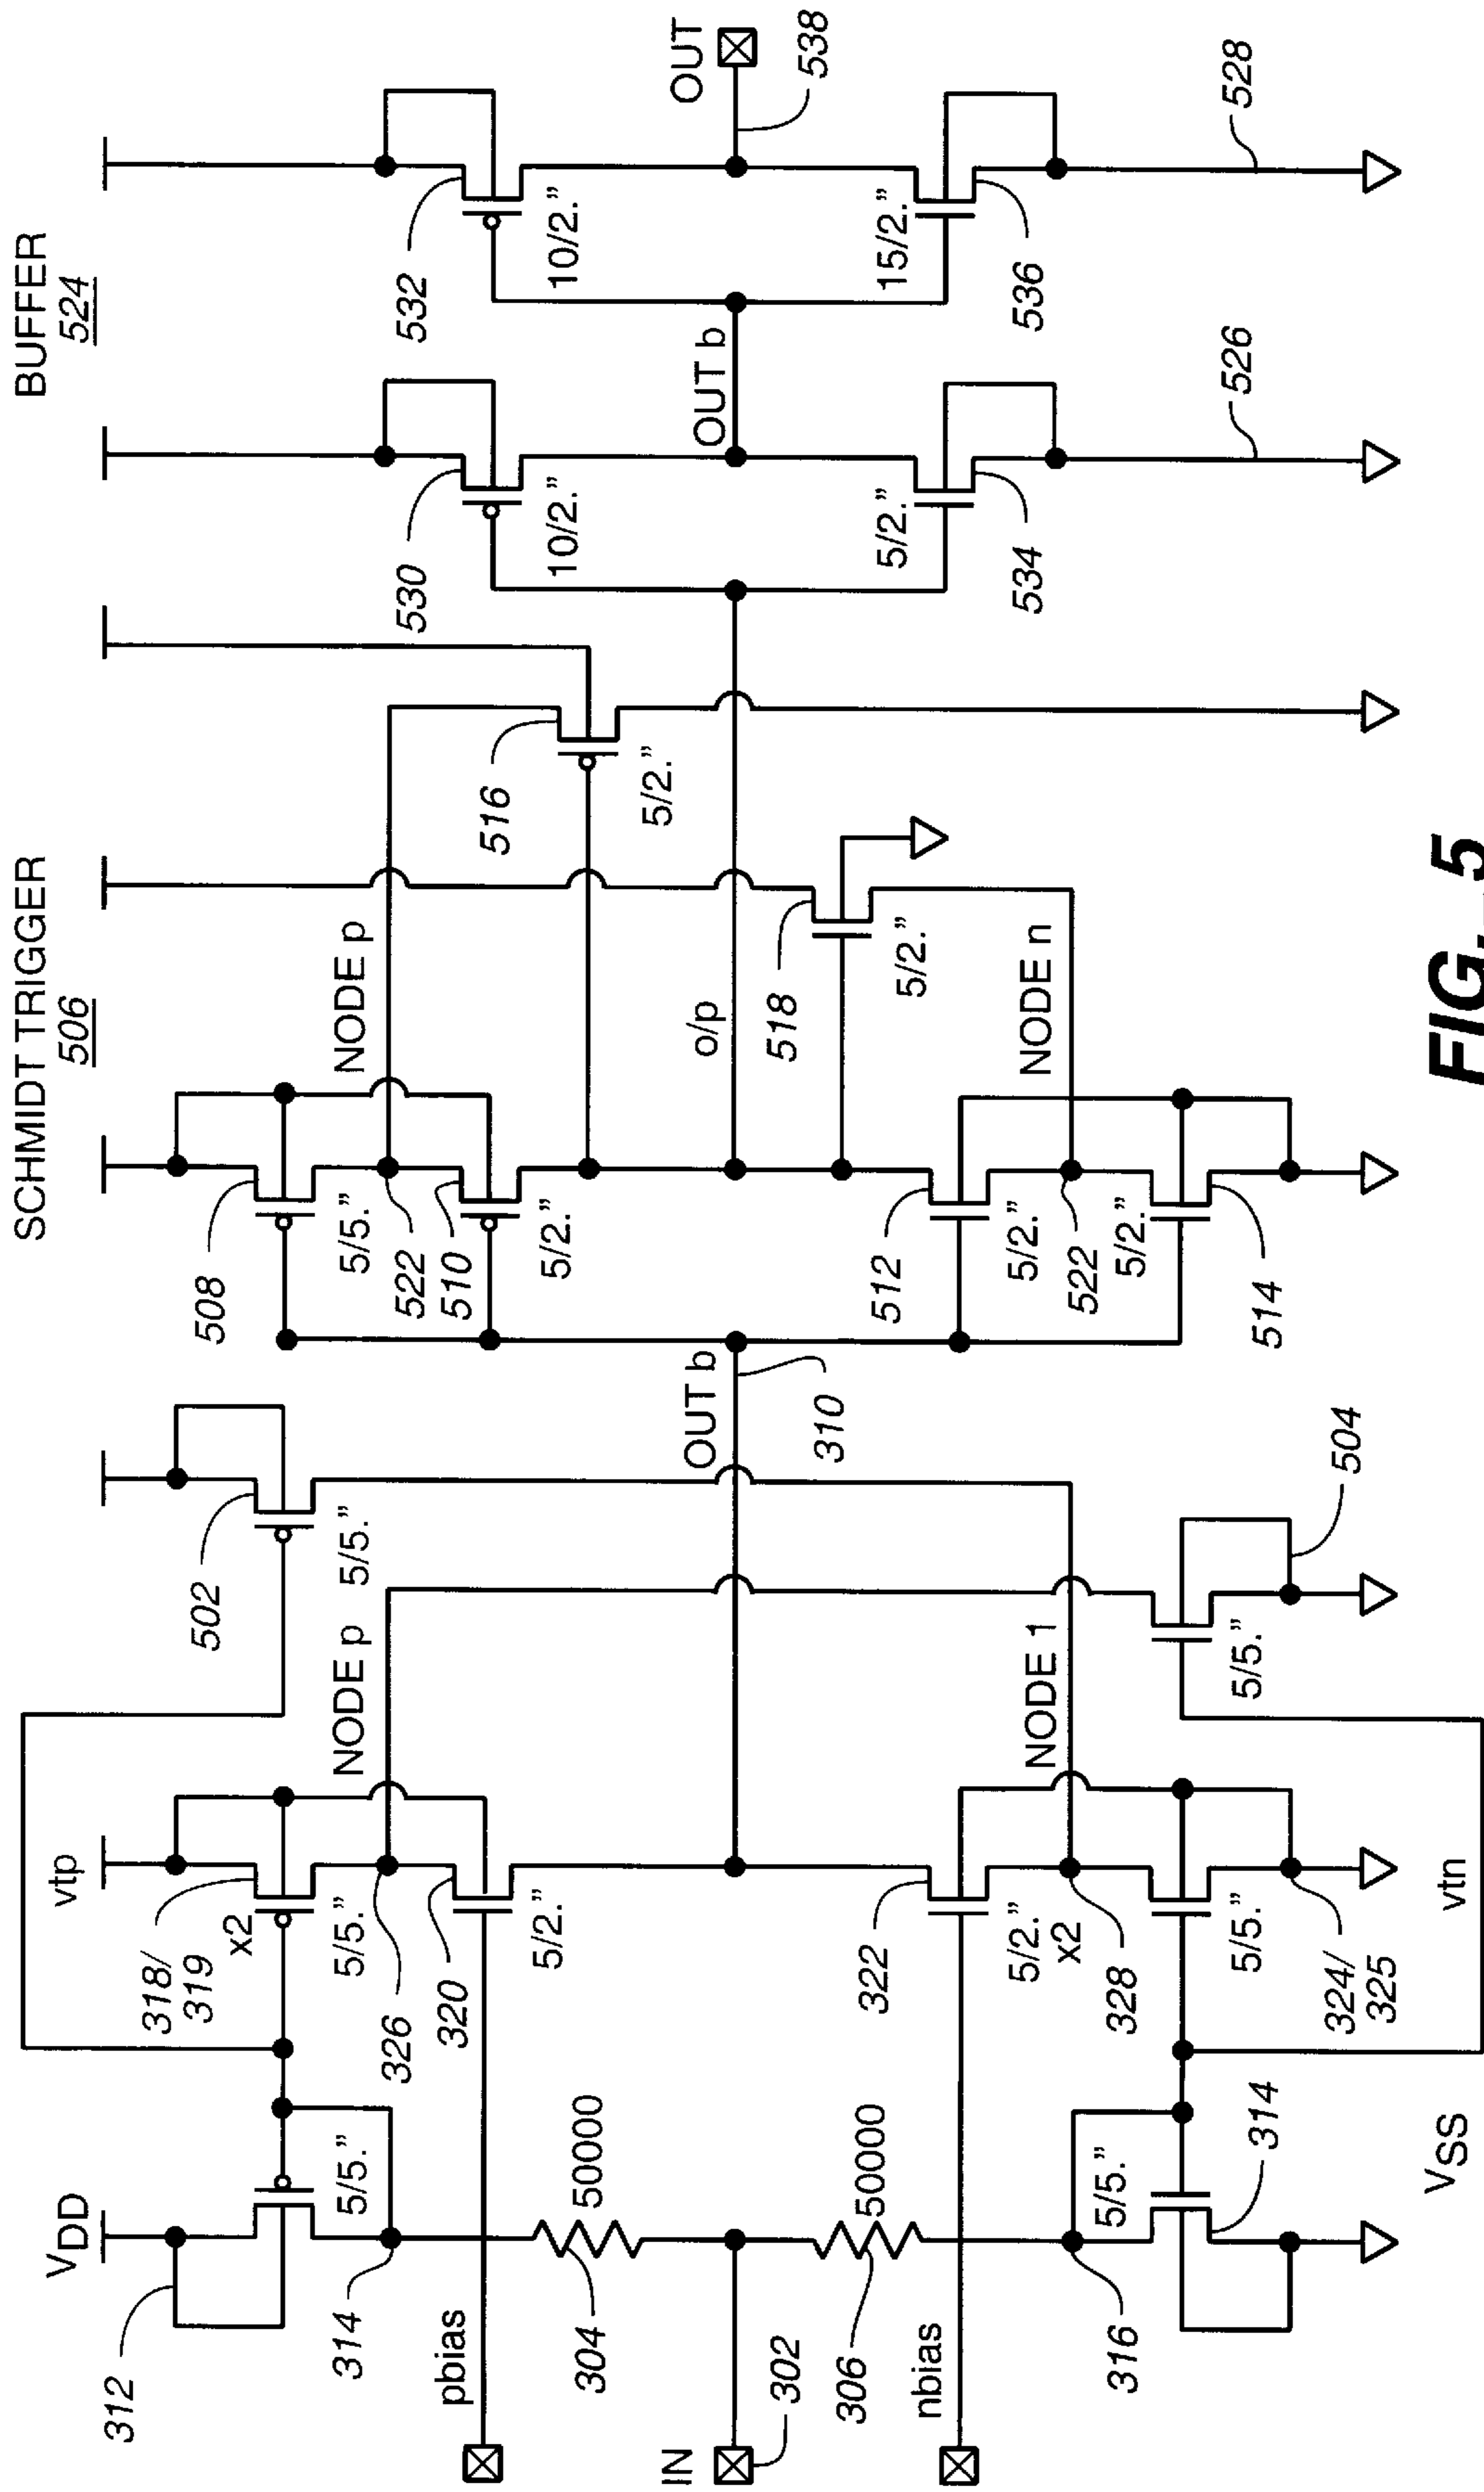 SCHMIDT TRIGGER
506
BUFFER
524
VDD
vtp
312
318/
319
x2
5/5.”
5/5.”
314
NODE p
326
320
5/2.”
pbias
304
50000
IN
302
306
50000
nbias
316
5/5.”
314
VSS
322
5/2.”
x2
328
NODE 1
5/5.”
324/
325
vtn
502
5/5.”
5/5.”
504
OUT b
310
508
5/5.”
522
510
5/2.”
NODE p
516
5/2.”
o/p
518
5/2.”
512
5/2.”
522
5/2.”
514
NODE n
530
10/2.”
OUT b
5/2.”
534
526
532
10/2.”
15/2.”
536
528
OUT
538
FIG._5